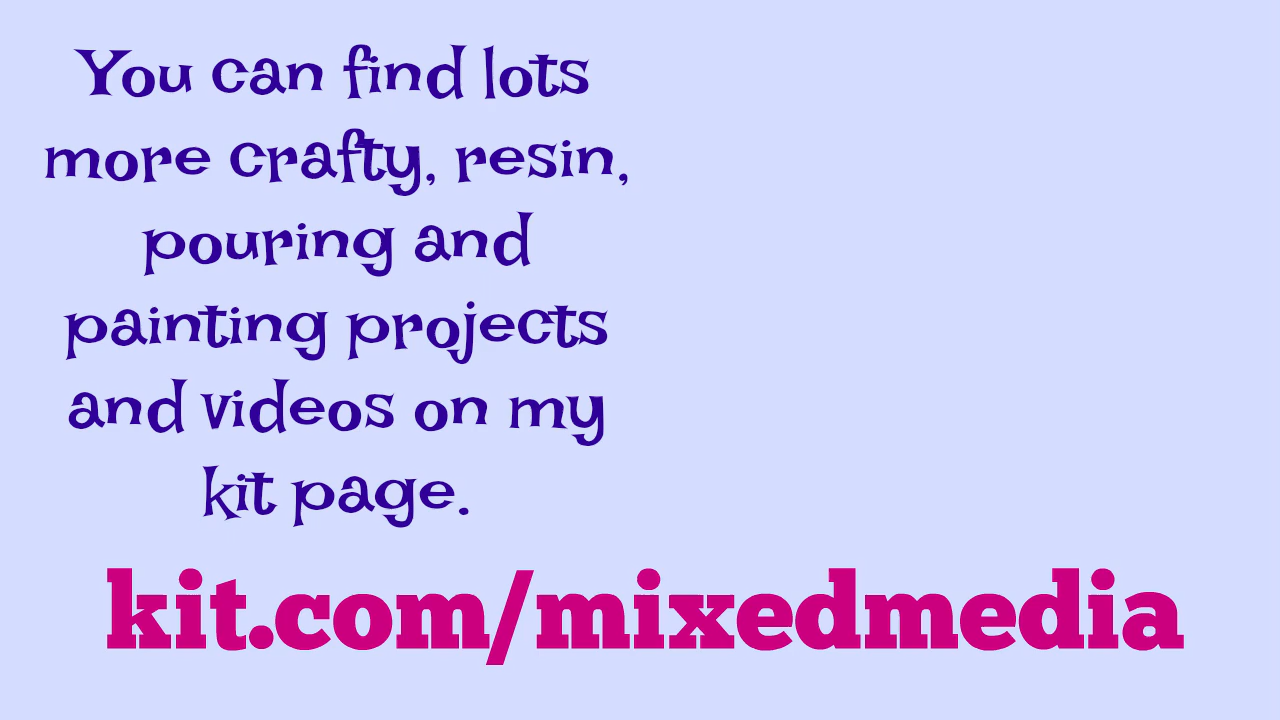 You can find lots
more crafty, resin,
pouring and
painting projects
and videos on my
kit page.
kit.com/mixedmedia